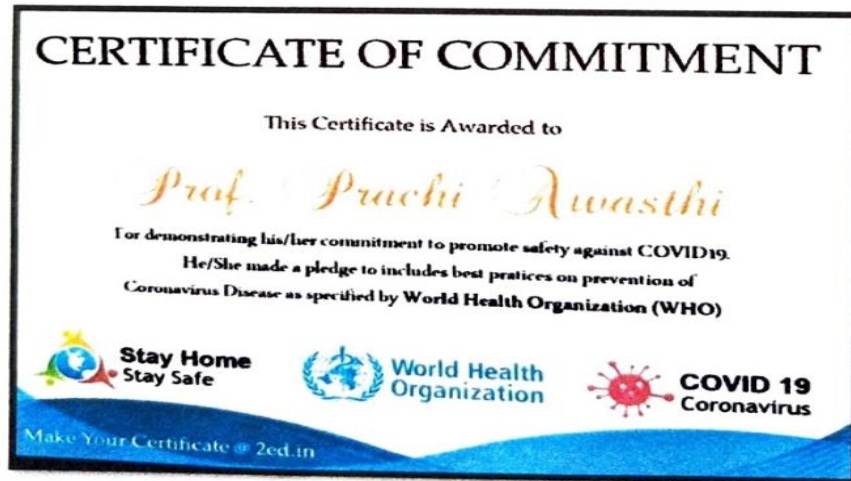 CERTIFICATE OF COMMITMENT
This Certificate is Awarded to
Prof. Prachi Awasthi
For demonstrating his/her commitment to promote safety against COVID19.
He/She made a pledge to includes best pratices on prevention of
Coronavirus Disease as specified by World Health Organization (WHO)
Stay Home
Stay Safe
World Health
Organization
COVID 19
Coronavirus
Make Your Certificate @ 2ed.in